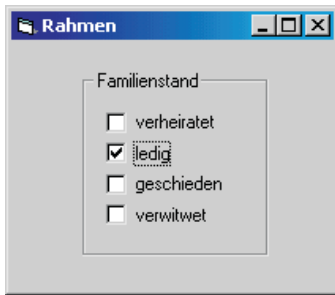 Rahmen
Familienstand
verheiratet
ledig
geschieden
verwitwet